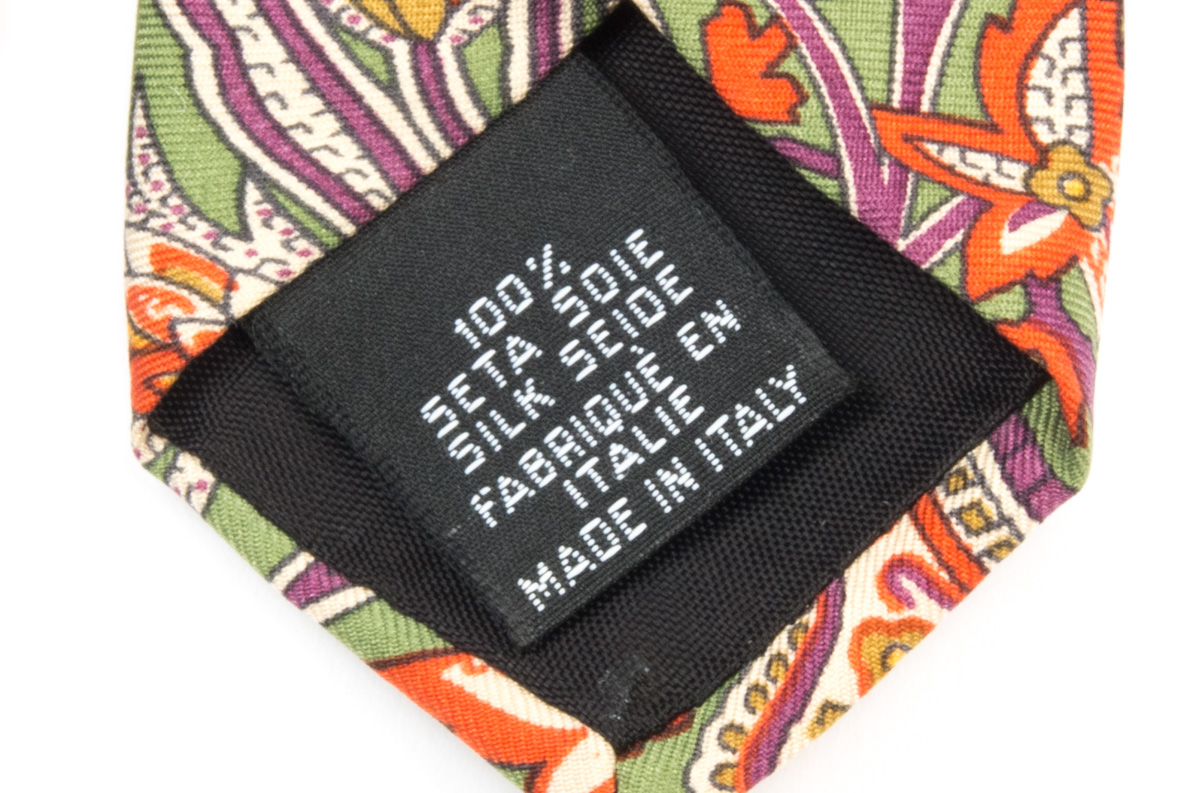 100%
SETA SOIE
SILK SEIDE
FABRIQUÉ EN
ITALIE
MADE IN ITALY